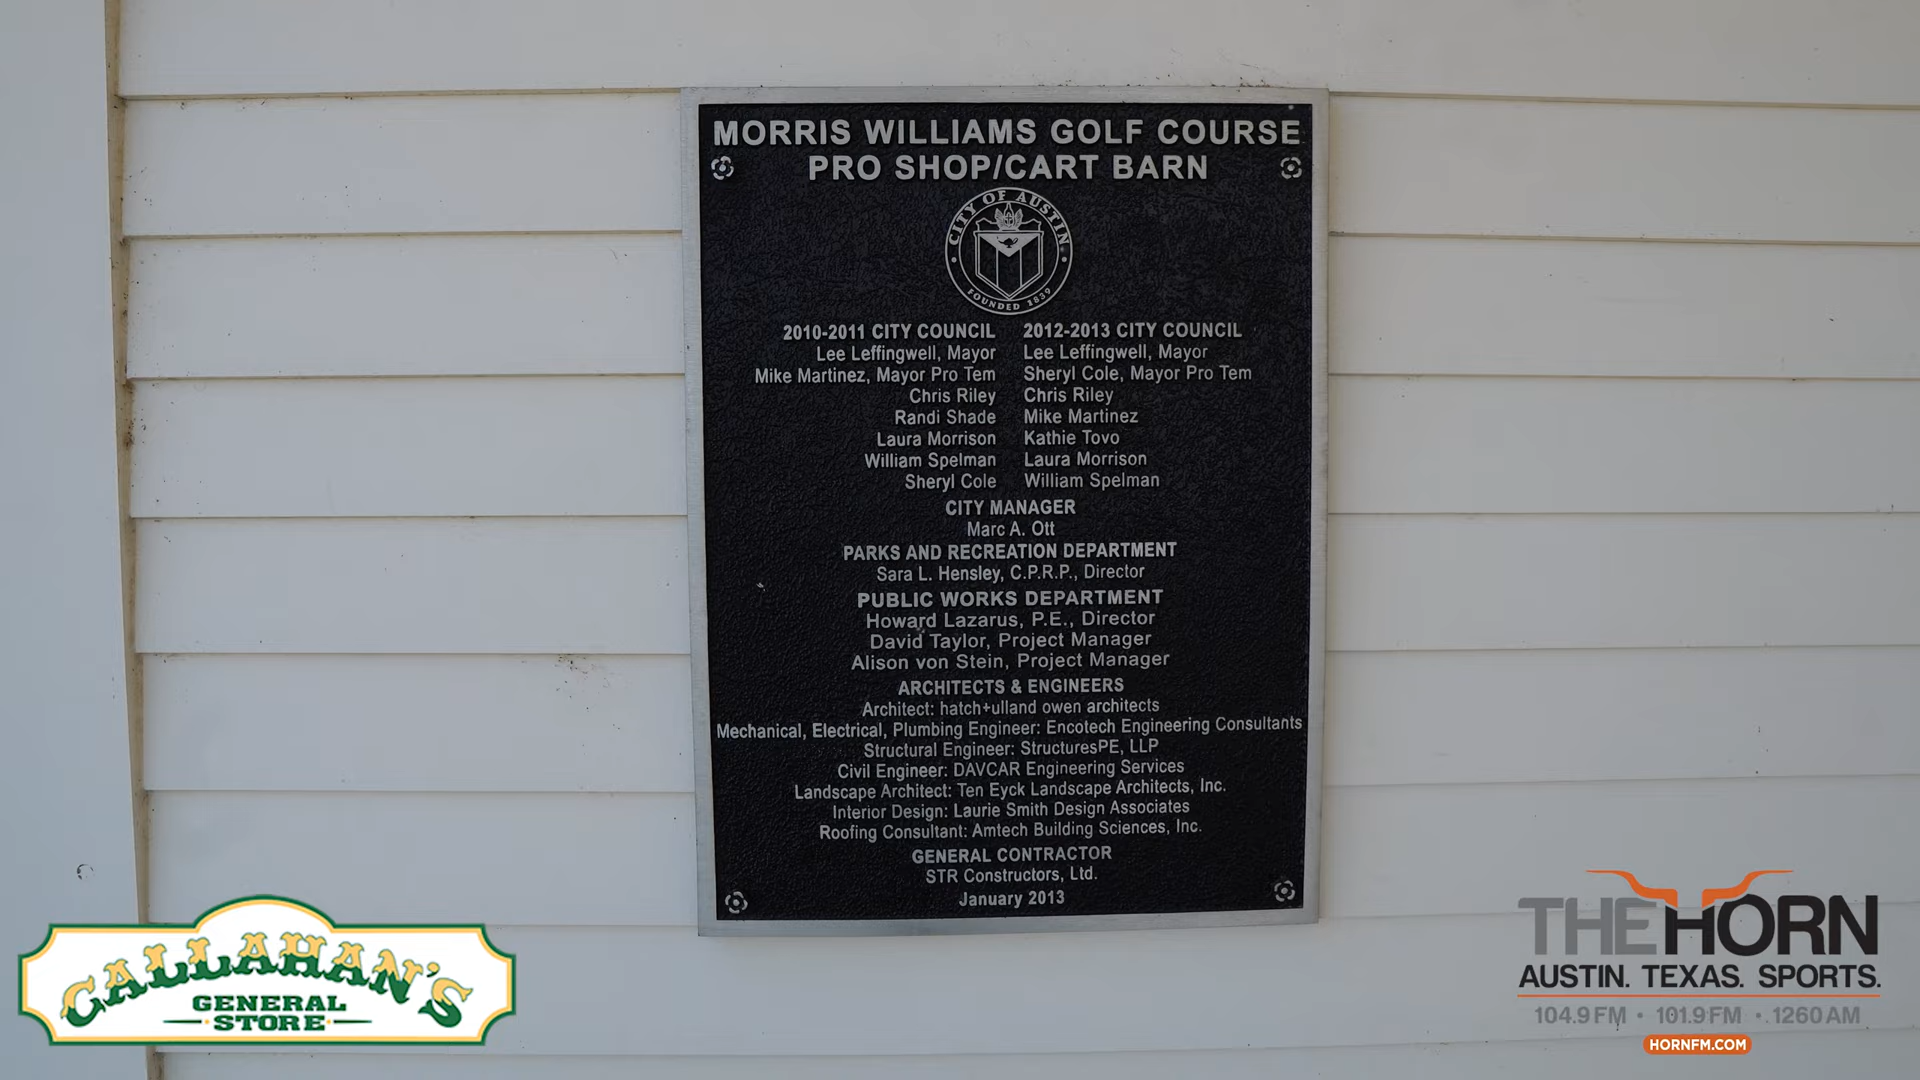 MORRIS WILLIAMS GOLF COURSE
PRO SHOP/CART BARN
CITY OF AUSTIN
FOUNDED 1839
2010-2011 CITY COUNCIL
Lee Leffingwell, Mayor
Mike Martinez, Mayor Pro Tem
Chris Riley
Randi Shade
Laura Morrison
William Spelman
Sheryl Cole
2012-2013 CITY COUNCIL
Lee Leffingwell, Mayor
Sheryl Cole, Mayor Pro Tem
Chris Riley
Mike Martinez
Kathie Tovo
Laura Morrison
William Spelman
CITY MANAGER
Marc A. Ott
PARKS AND RECREATION DEPARTMENT
Sara L. Hensley, C.P.R.P., Director
PUBLIC WORKS DEPARTMENT
Howard Lazarus, P.E., Director
David Taylor, Project Manager
Alison von Stein, Project Manager
ARCHITECTS & ENGINEERS
Architect: hatch+ulland owen architects
Mechanical, Electrical, Plumbing Engineer: Encotech Engineering Consultants
Structural Engineer: StructuresPE, LLP
Civil Engineer: DAVCAR Engineering Services
Landscape Architect: Ten Eyck Landscape Architects, Inc.
Interior Design: Laurie Smith Design Associates
Roofing Consultant: Amtech Building Sciences, Inc.
GENERAL CONTRACTOR
STR Constructors, Ltd.
January 2013
CALLAHAN'S
GENERAL
STORE
THE HORN
AUSTIN. TEXAS. SPORTS.
104.9 FM • 101.9 FM • 1260 AM
HORNFM.COM